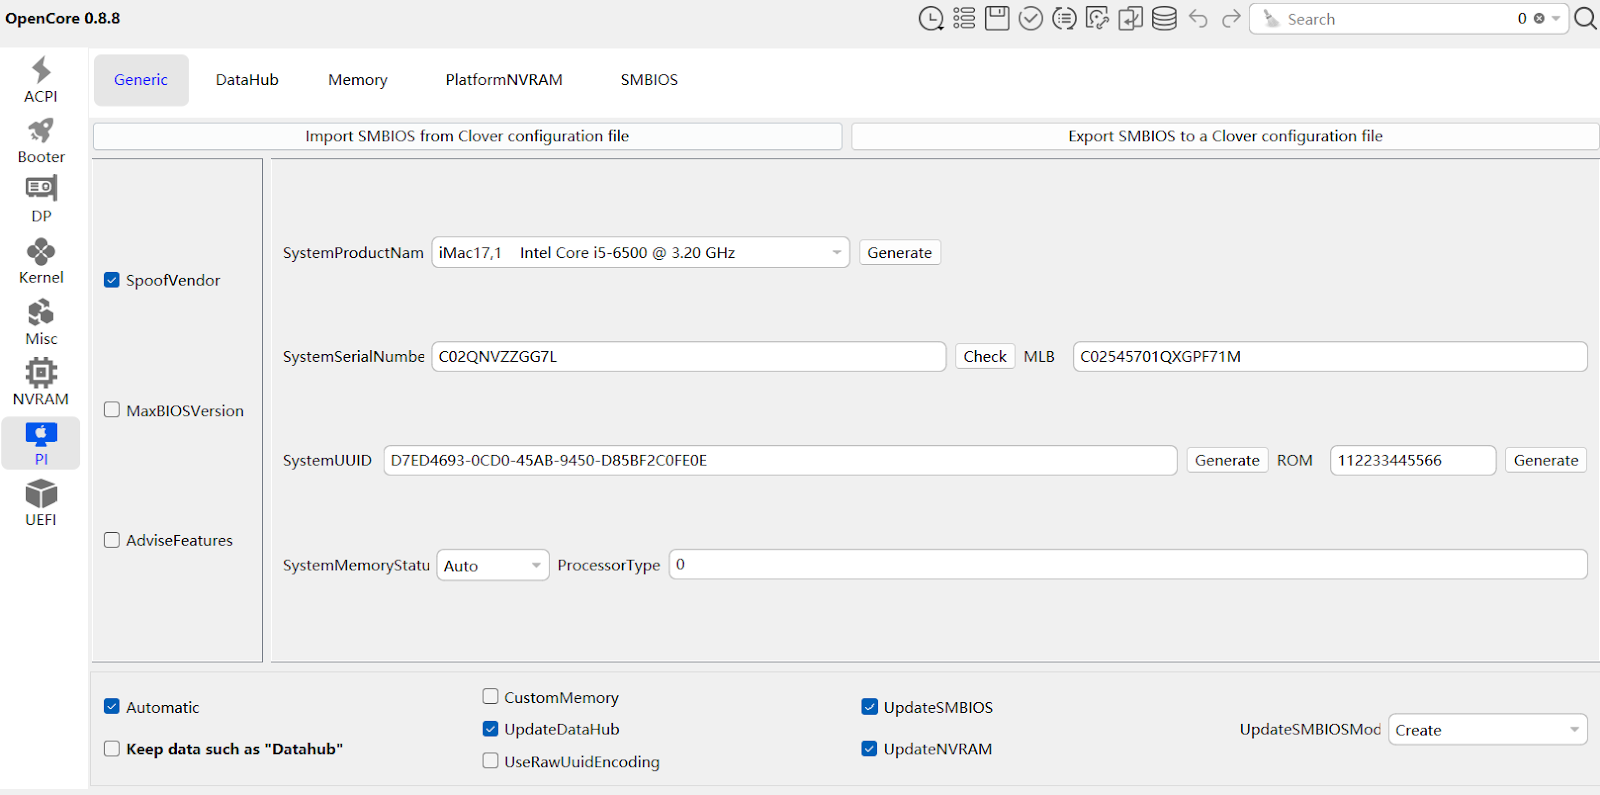 OpenCore 0.8.8
Search 0
ACPI
Booter
DP
Kernel
Misc
NVRAM
PI
UEFI
Generic DataHub Memory PlatformNVRAM SMBIOS
Import SMBIOS from Clover configuration file Export SMBIOS to a Clover configuration file
SpoofVendor
MaxBIOSVersion
AdviseFeatures
SystemProductNam iMac17,1 Intel Core i5-6500 @ 3.20 GHz Generate
SystemSerialNumbe C02QNVZZGG7L Check MLB C02545701QXGPF71M
SystemUUID D7ED4693-0CD0-45AB-9450-D85BF2C0FE0E Generate ROM 112233445566 Generate
SystemMemoryStatu Auto ProcessorType 0
Automatic
Keep data such as "Datahub"
CustomMemory
UpdateDataHub
UseRawUuidEncoding
UpdateSMBIOS
UpdateNVRAM
UpdateSMBIOSMod Create